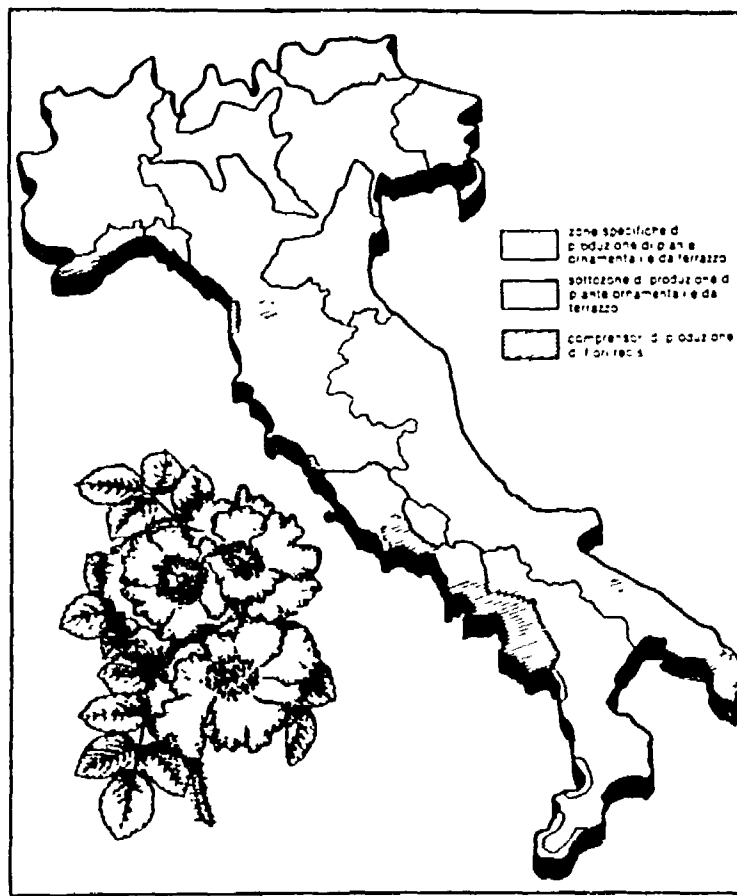 zone specifiche di
produzione di piante
ornamentali e da terrazzo
sottozone di produzione di
piante ornamentali e da
terrazzo
comprensori di produzione
di fiori recisi